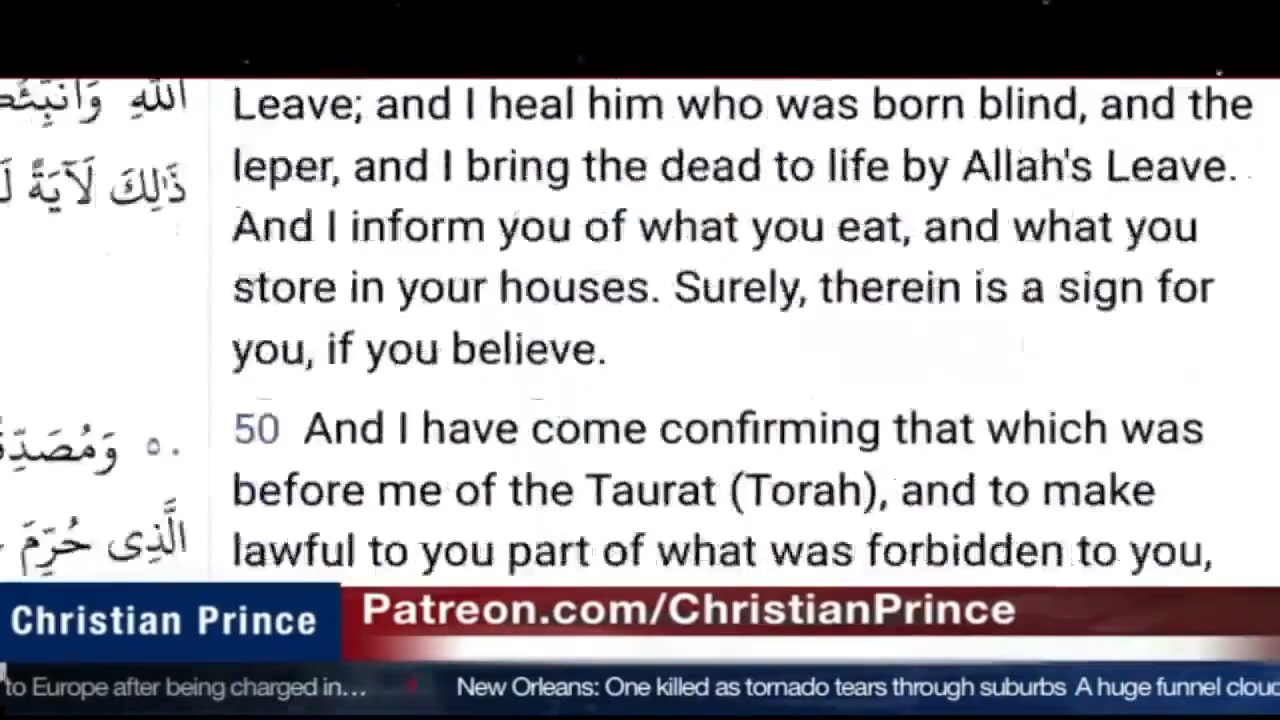 اللَّهِ
Leave; and I heal him who was born blind, and the
ذَٰلِكَ لَآيَةً
leper, and I bring the dead to life by Allah's Leave.
And I inform you of what you eat, and what you
store in your houses. Surely, therein is a sign for
you, if you believe.
٥٠
50 And I have come confirming that which was
before me of the Taurat (Torah), and to make
الَّذِى حُرِّمَ
lawful to you part of what was forbidden to you,
Christian Prince
Patreon.com/ChristianPrince
to Europe after being charged in...
New Orleans: One killed as tornado tears through suburbs A huge funnel cloud